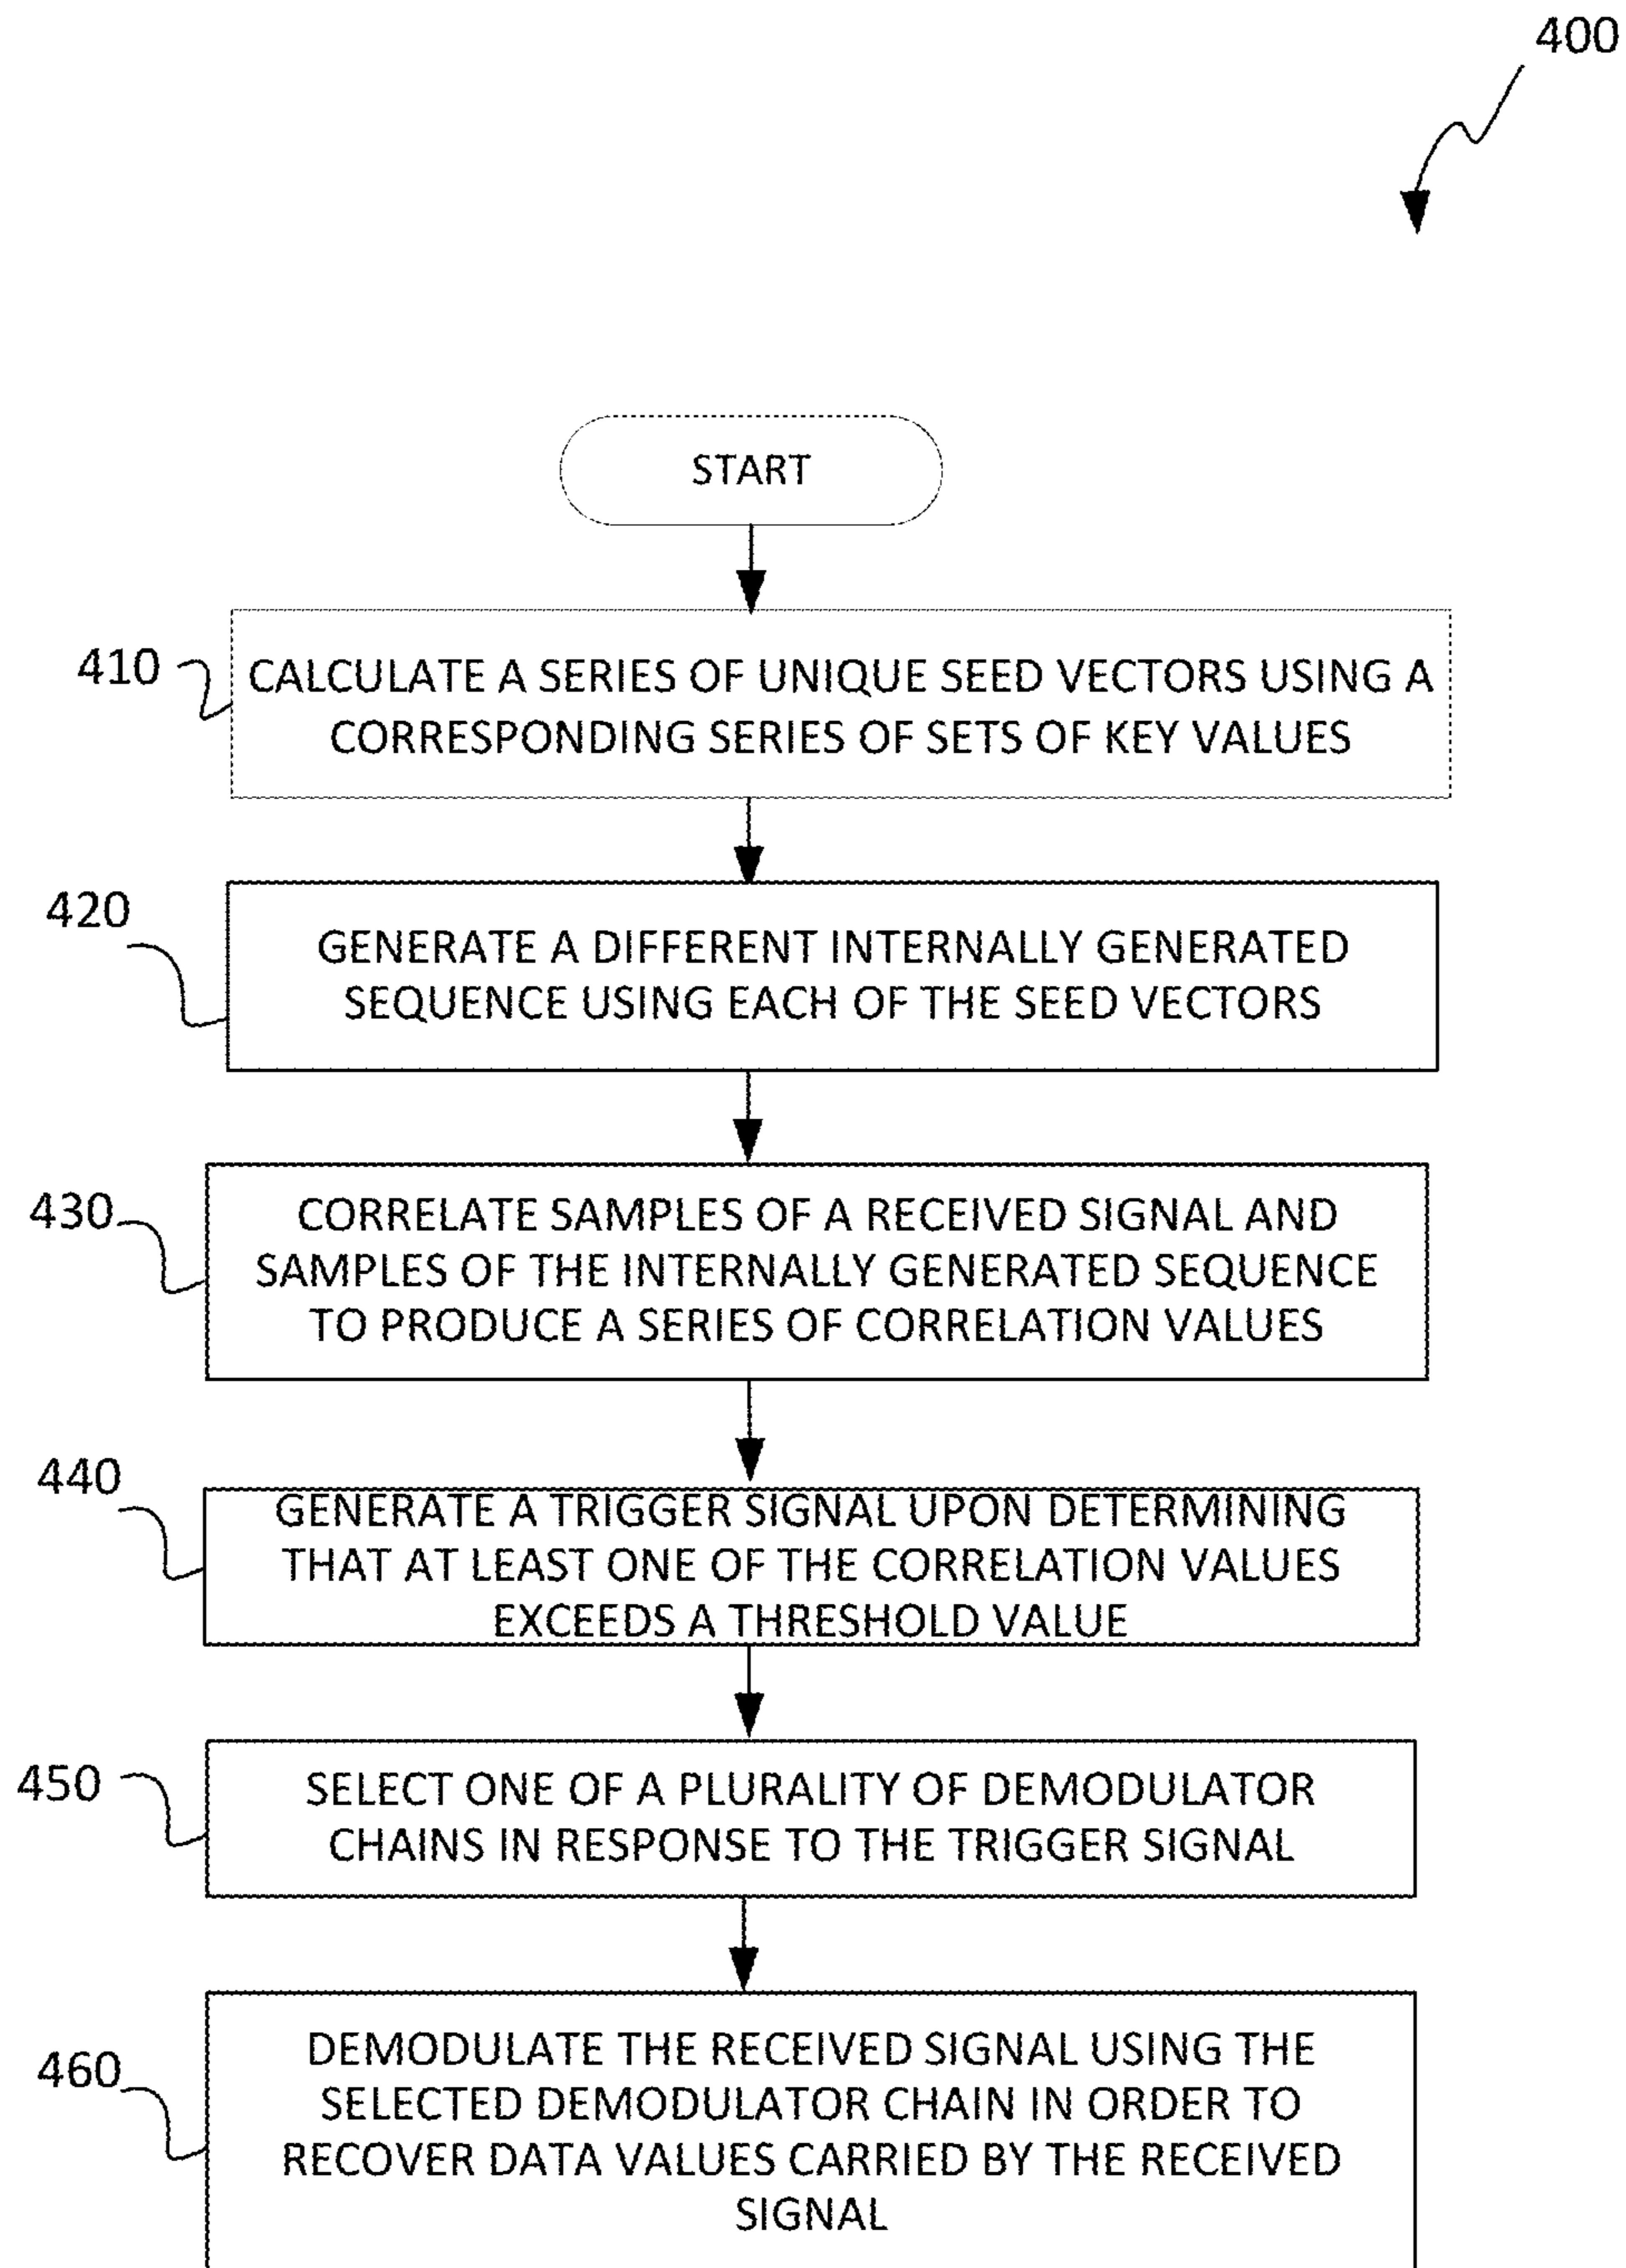 400
START
410
CALCULATE A SERIES OF UNIQUE SEED VECTORS USING A
CORRESPONDING SERIES OF SETS OF KEY VALUES
420
GENERATE A DIFFERENT INTERNALLY GENERATED
SEQUENCE USING EACH OF THE SEED VECTORS
430
CORRELATE SAMPLES OF A RECEIVED SIGNAL AND
SAMPLES OF THE INTERNALLY GENERATED SEQUENCE
TO PRODUCE A SERIES OF CORRELATION VALUES
440
GENERATE A TRIGGER SIGNAL UPON DETERMINING
THAT AT LEAST ONE OF THE CORRELATION VALUES
EXCEEDS A THRESHOLD VALUE
450
SELECT ONE OF A PLURALITY OF DEMODULATOR
CHAINS IN RESPONSE TO THE TRIGGER SIGNAL
460
DEMODULATE THE RECEIVED SIGNAL USING THE
SELECTED DEMODULATOR CHAIN IN ORDER TO
RECOVER DATA VALUES CARRIED BY THE RECEIVED
SIGNAL